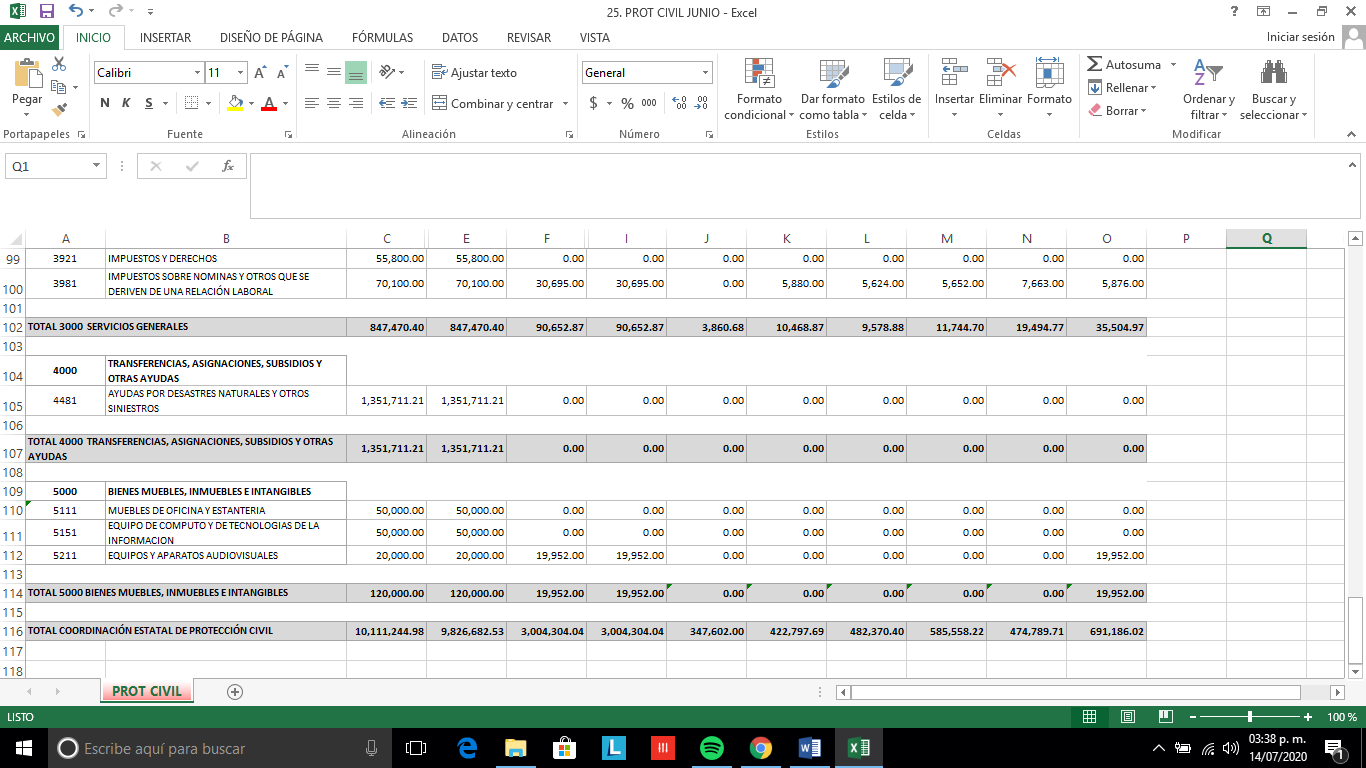 25. PROT CIVIL JUNIO - Excel
ARCHIVO INICIO INSERTAR DISEÑO DE PÁGINA FÓRMULAS DATOS REVISAR VISTA Iniciar sesión
Pegar
Calibri 11
N K S
Ajustar texto
Combinar y centrar
General
$ % 000
Formato condicional
Dar formato como tabla
Estilos de celda
Insertar Eliminar Formato
Autosuma
Rellenar
Borrar
Ordenar y filtrar
Buscar y seleccionar
Portapapeles Fuente Alineación Número Estilos Celdas Modificar
Q1 fx
A B C E F I J K L M N O P Q
99 3921 IMPUESTOS Y DERECHOS 55,800.00 55,800.00 0.00 0.00 0.00 0.00 0.00 0.00 0.00 0.00
100 3981 IMPUESTOS SOBRE NOMINAS Y OTROS QUE SE
DERIVEN DE UNA RELACIÓN LABORAL 70,100.00 70,100.00 30,695.00 30,695.00 0.00 5,880.00 5,624.00 5,652.00 7,663.00 5,876.00
101
102 TOTAL 3000 SERVICIOS GENERALES 847,470.40 847,470.40 90,652.87 90,652.87 3,860.68 10,468.87 9,578.88 11,744.70 19,494.77 35,504.97
103
104 4000 TRANSFERENCIAS, ASIGNACIONES, SUBSIDIOS Y
OTRAS AYUDAS
105 4481 AYUDAS POR DESASTRES NATURALES Y OTROS
SINIESTROS 1,351,711.21 1,351,711.21 0.00 0.00 0.00 0.00 0.00 0.00 0.00 0.00
106
107 TOTAL 4000 TRANSFERENCIAS, ASIGNACIONES, SUBSIDIOS Y OTRAS
AYUDAS 1,351,711.21 1,351,711.21 0.00 0.00 0.00 0.00 0.00 0.00 0.00 0.00
108
109 5000 BIENES MUEBLES, INMUEBLES E INTANGIBLES
110 5111 MUEBLES DE OFICINA Y ESTANTERIA 50,000.00 50,000.00 0.00 0.00 0.00 0.00 0.00 0.00 0.00 0.00
111 5151 EQUIPO DE COMPUTO Y DE TECNOLOGIAS DE LA
INFORMACION 50,000.00 50,000.00 0.00 0.00 0.00 0.00 0.00 0.00 0.00 0.00
112 5211 EQUIPOS Y APARATOS AUDIOVISUALES 20,000.00 20,000.00 19,952.00 19,952.00 0.00 0.00 0.00 0.00 0.00 19,952.00
113
114 TOTAL 5000 BIENES MUEBLES, INMUEBLES E INTANGIBLES 120,000.00 120,000.00 19,952.00 19,952.00 0.00 0.00 0.00 0.00 0.00 19,952.00
115
116 TOTAL COORDINACIÓN ESTATAL DE PROTECCIÓN CIVIL 10,111,244.98 9,826,682.53 3,004,304.04 3,004,304.04 347,602.00 422,797.69 482,370.40 585,558.22 474,789.71 691,186.02
117
118
PROT CIVIL
LISTO 100 %
Escribe aquí para buscar
03:38 p. m.
14/07/2020
1